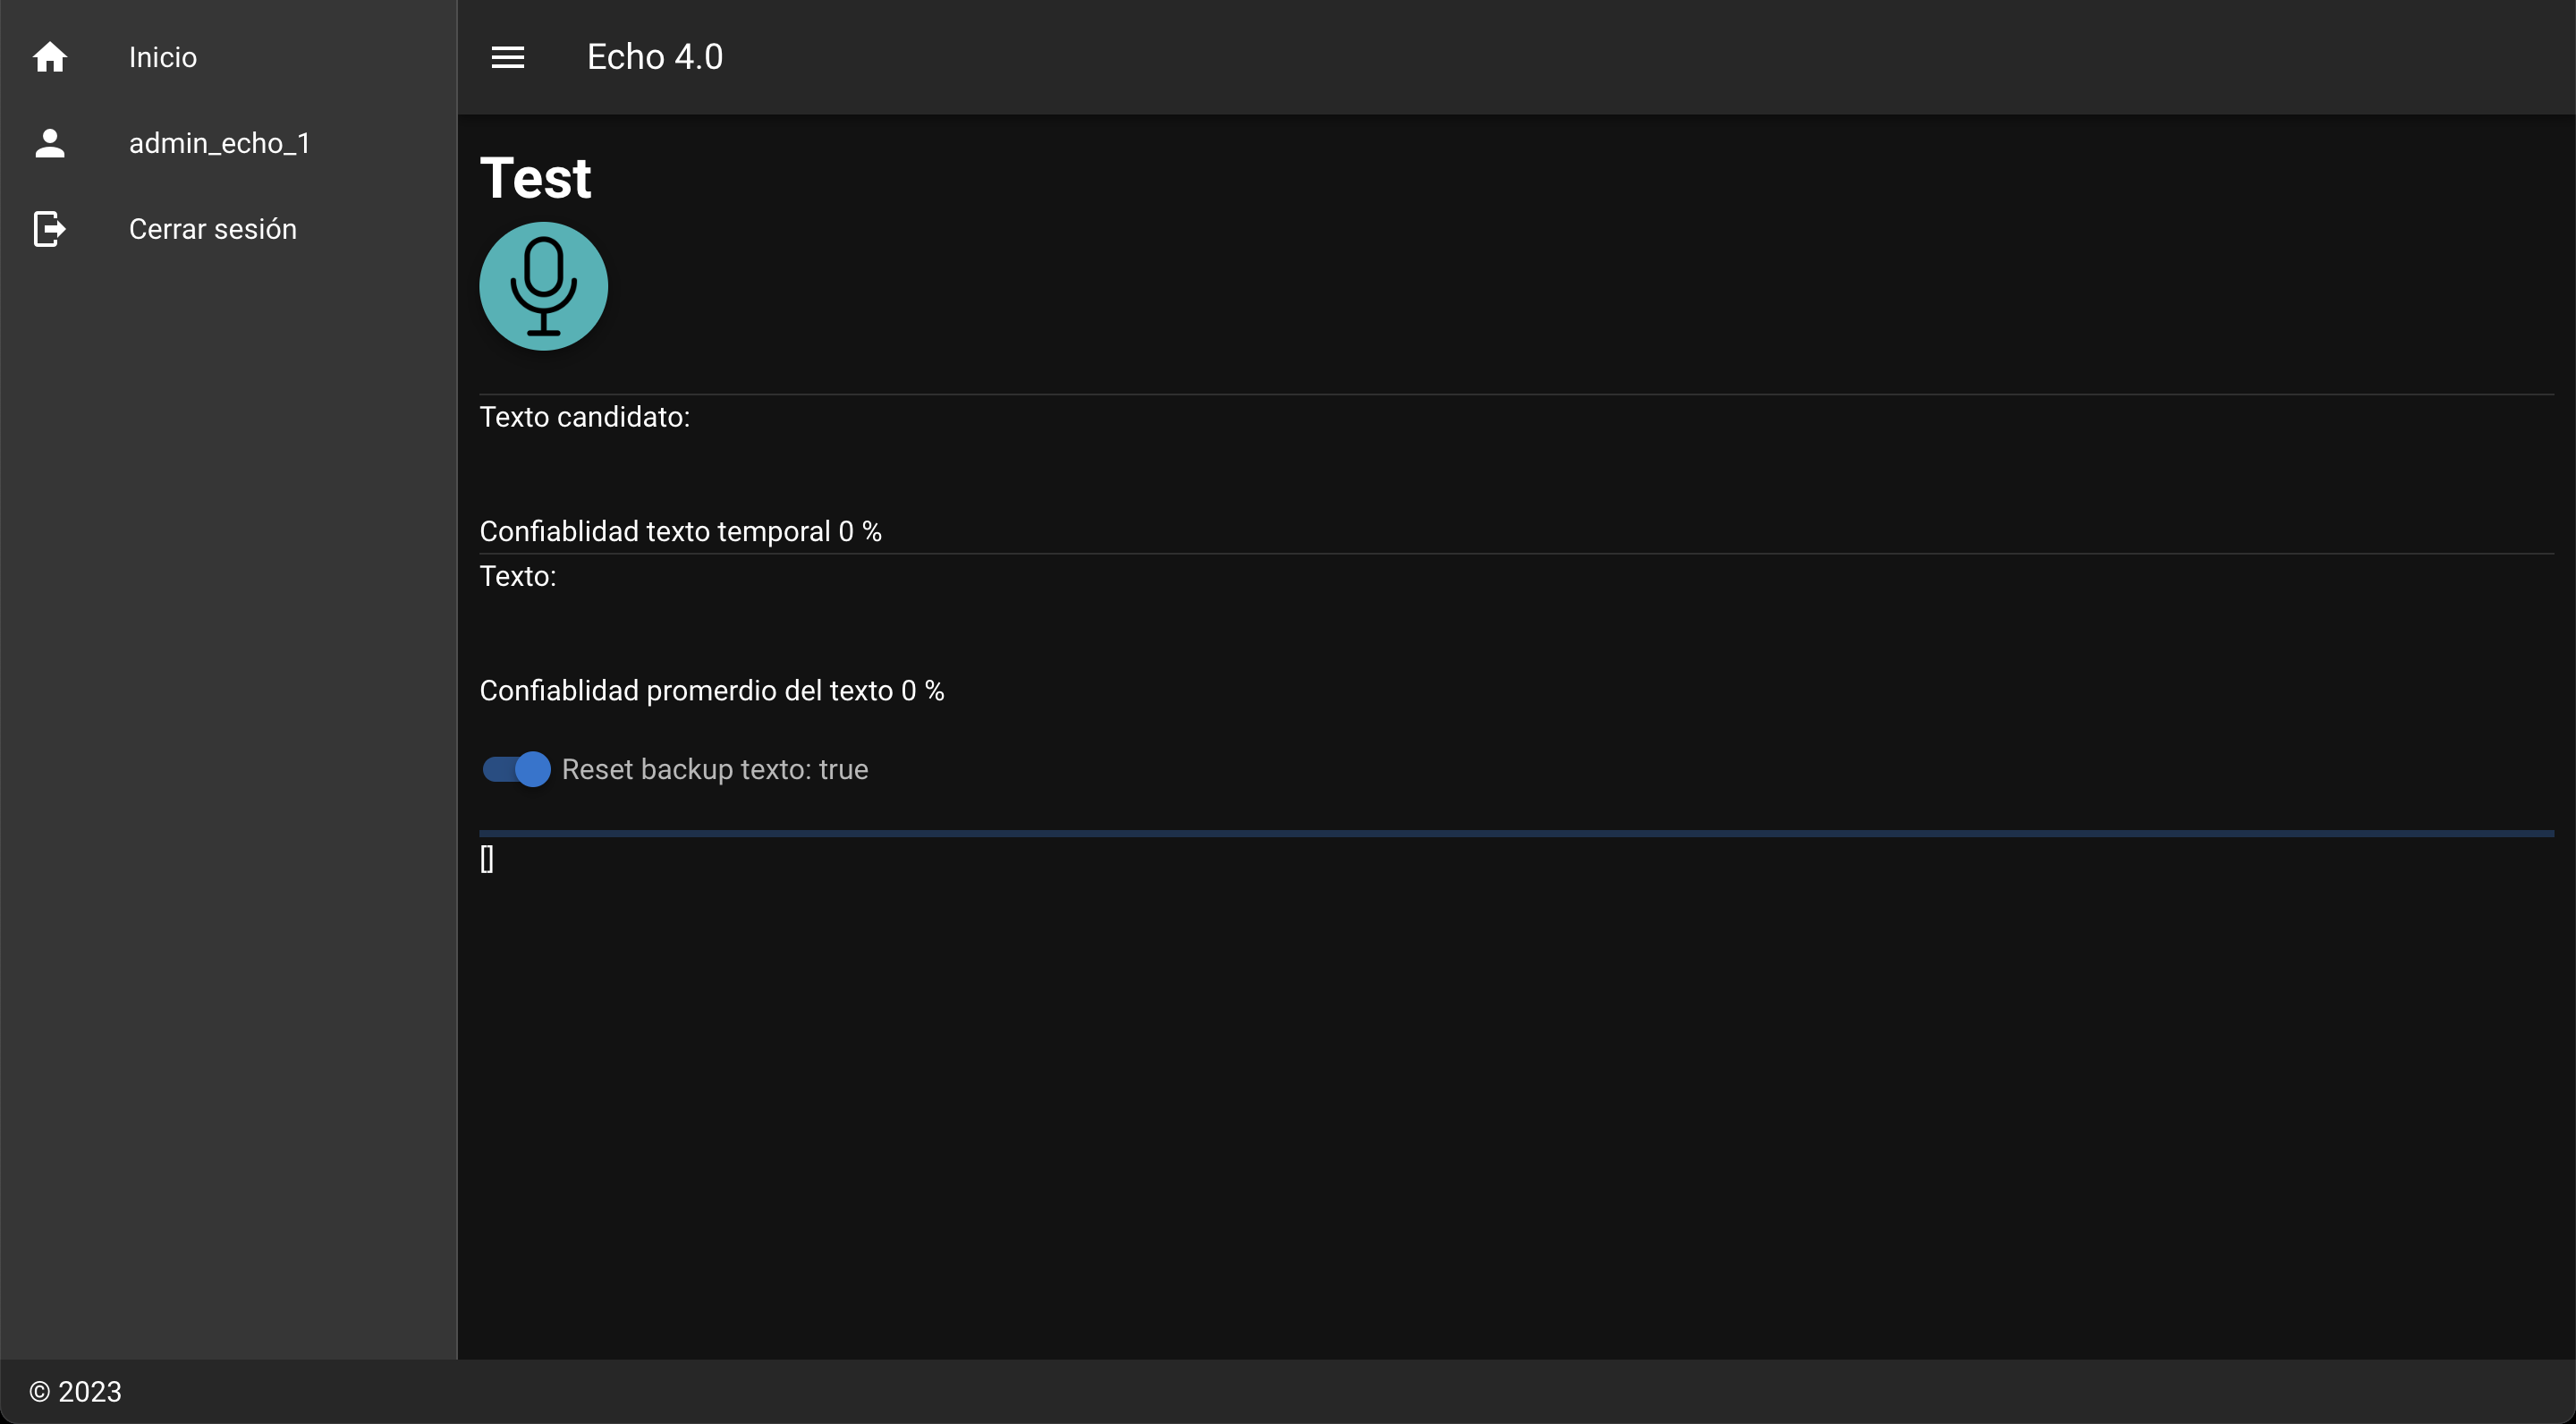 Inicio
admin_echo_1
Cerrar sesión
Echo 4.0
Test
Texto candidato:
Confiablidad texto temporal 0 %
Texto:
Confiablidad promerdio del texto 0 %
Reset backup texto: true
[]
© 2023